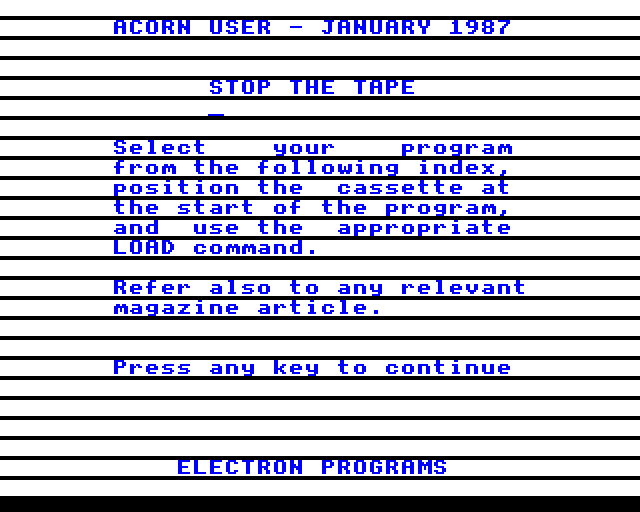 ACORN USER - JANUARY 1987
STOP THE TAPE
_
Select    your    program
from the following index,
position the  cassette at
the start of the program,
and  use the  appropriate
LOAD command.
Refer also to any relevant
magazine article.
Press any key to continue
ELECTRON PROGRAMS